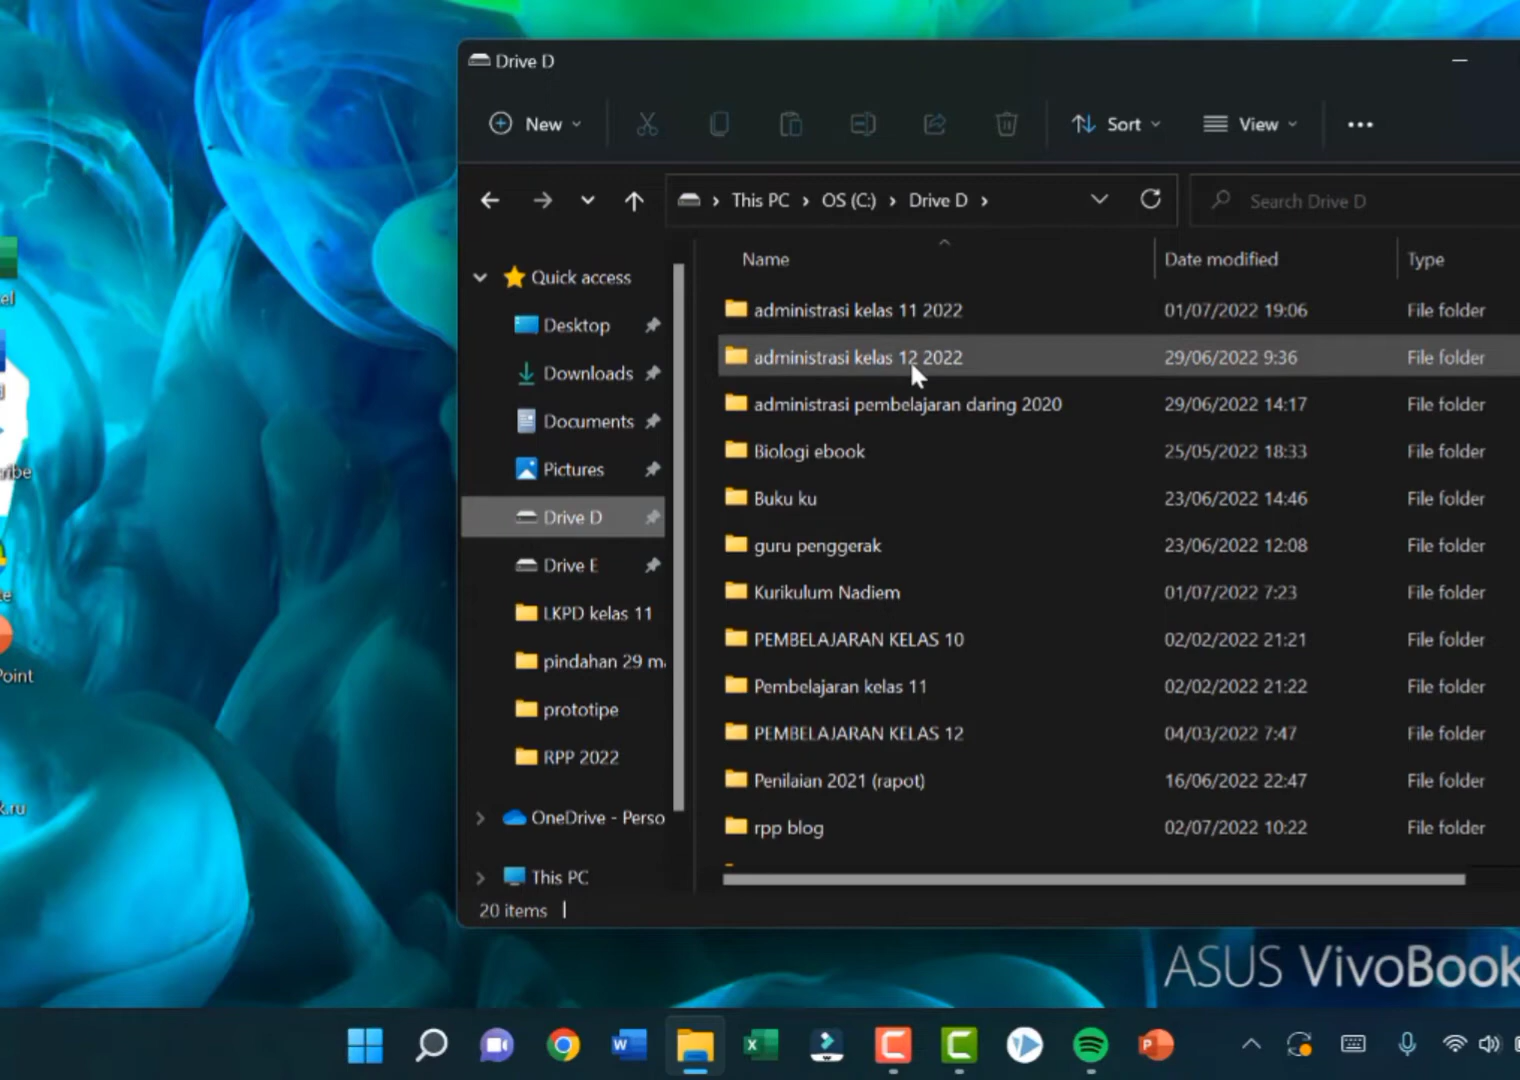 Drive D
New
Sort
View
This PC
OS (C:)
Drive D
Search Drive D
Name
Date modified
Type
Quick access
Desktop
Downloads
Documents
Pictures
Drive D
Drive E
LKPD kelas 11
pindahan 29 ma
prototipe
RPP 2022
OneDrive - Perso
This PC
administrasi kelas 11 2022 01/07/2022 19:06 File folder
administrasi kelas 12 2022 29/06/2022 9:36 File folder
administrasi pembelajaran daring 2020 29/06/2022 14:17 File folder
Biologi ebook 25/05/2022 18:33 File folder
Buku ku 23/06/2022 14:46 File folder
guru penggerak 23/06/2022 12:08 File folder
Kurikulum Nadiem 01/07/2022 7:23 File folder
PEMBELAJARAN KELAS 10 02/02/2022 21:21 File folder
Pembelajaran kelas 11 02/02/2022 21:22 File folder
PEMBELAJARAN KELAS 12 04/03/2022 7:47 File folder
Penilaian 2021 (rapot) 16/06/2022 22:47 File folder
rpp blog 02/07/2022 10:22 File folder
20 items
el
ribe
Point
k.ru
ASUS VivoBook